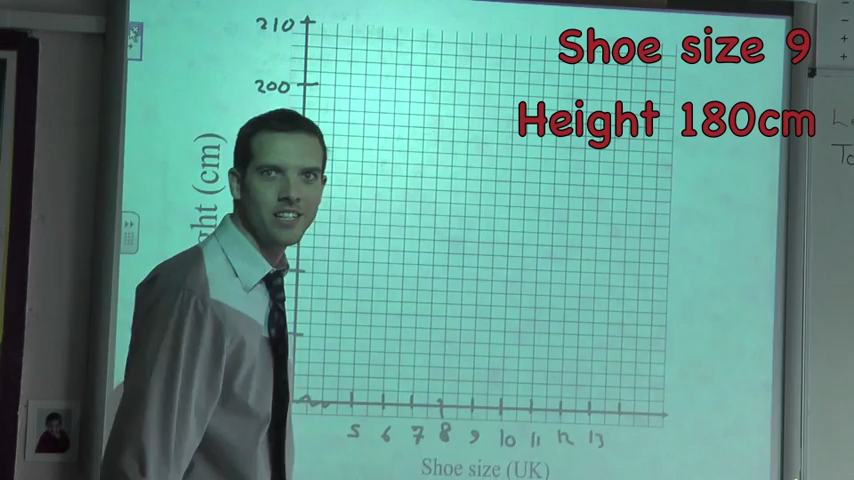 Shoe size 9
Height 180cm
210
200
ght (cm)
5 6 7 8 9 10 11 12 13
Shoe size (UK)